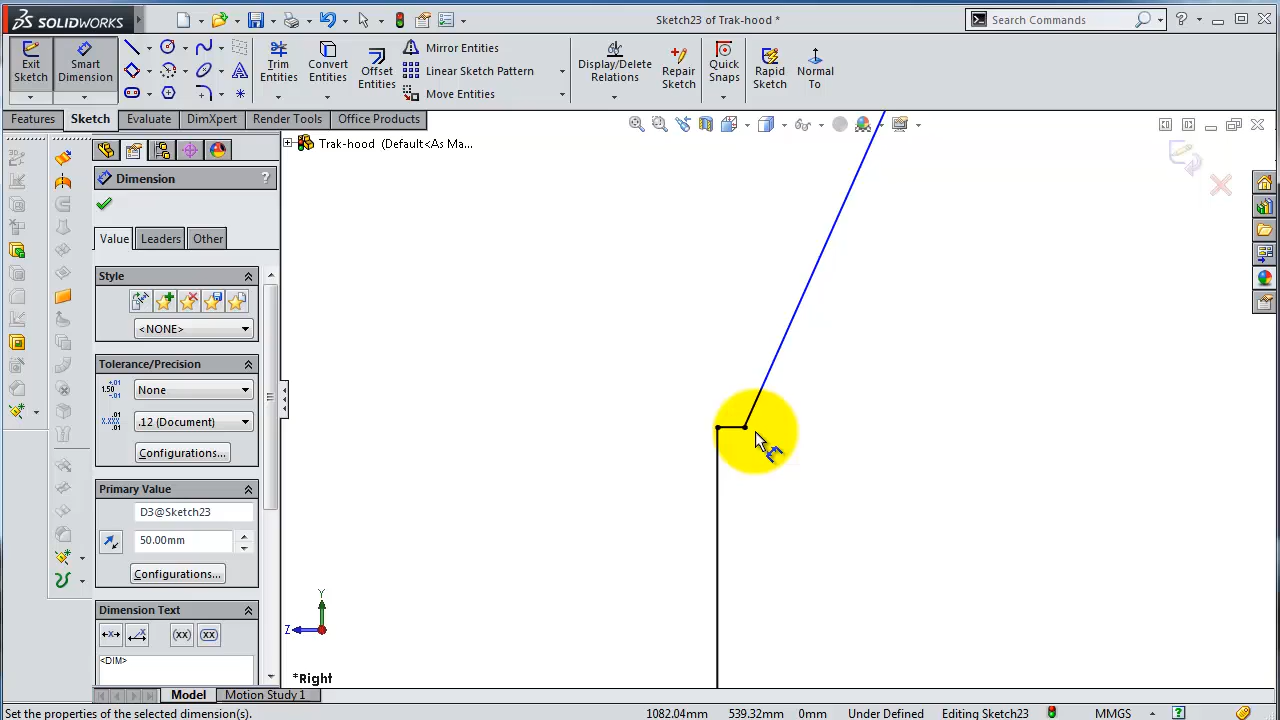 SOLIDWORKS
Sketch23 of Trak-hood *
Search Commands
?
Exit Sketch
Smart Dimension
Trim Entities
Convert Entities
Offset Entities
Mirror Entities
Linear Sketch Pattern
Move Entities
Display/Delete Relations
Repair Sketch
Quick Snaps
Rapid Sketch
Normal To
Features
Sketch
Evaluate
DimXpert
Render Tools
Office Products
Trak-hood (Default<As Ma...
Dimension
?
Value
Leaders
Other
Style
<NONE>
Tolerance/Precision
None
.12 (Document)
Configurations...
Primary Value
D3@Sketch23
50.00mm
Configurations...
Dimension Text
(xx)
(xx)
<DIM>
Y
Z
*Right
Model
Motion Study 1
Set the properties of the selected dimension(s).
1082.04mm
539.32mm
0mm
Under Defined
Editing Sketch23
MMGS
?